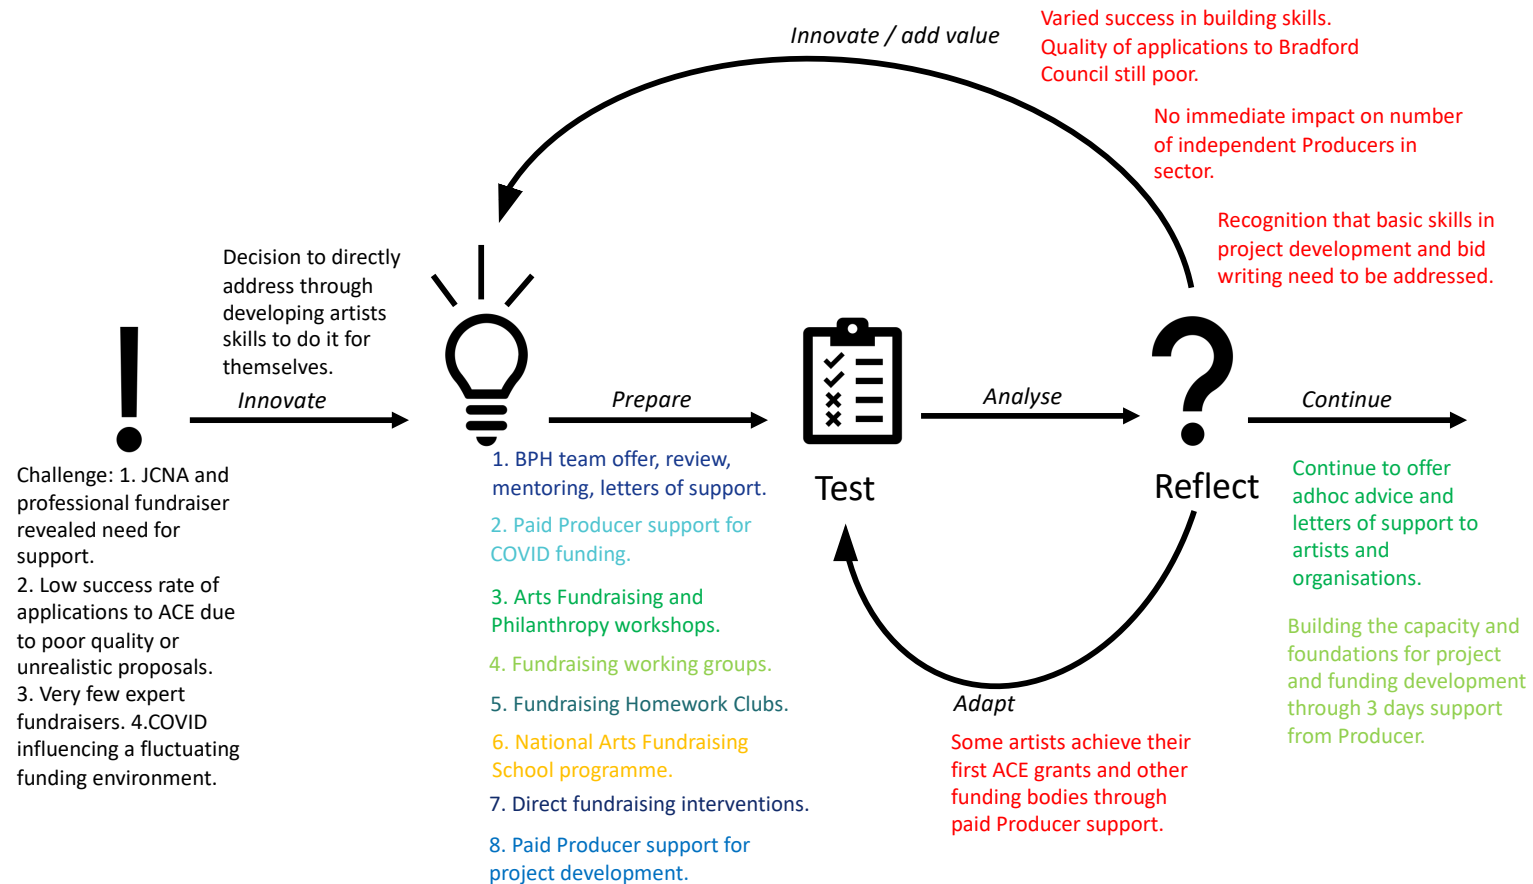 Innovate / add value
Varied success in building skills.
Quality of applications to Bradford
Council still poor.
No immediate impact on number
of independent Producers in
sector.
Recognition that basic skills in
project development and bid
writing need to be addressed.
Decision to directly
address through
developing artists
skills to do it for
themselves.
Innovate
Prepare
Analyse
Continue
Challenge: 1. JCNA and
professional fundraiser
revealed need for
support.
2. Low success rate of
applications to ACE due
to poor quality or
unrealistic proposals.
3. Very few expert
fundraisers. 4.COVID
influencing a fluctuating
funding environment.
1. BPH team offer, review,
mentoring, letters of support.
2. Paid Producer support for
COVID funding.
3. Arts Fundraising and
Philanthropy workshops.
4. Fundraising working groups.
5. Fundraising Homework Clubs.
6. National Arts Fundraising
School programme.
7. Direct fundraising interventions.
8. Paid Producer support for
project development.
Test
Reflect
Adapt
Some artists achieve their
first ACE grants and other
funding bodies through
paid Producer support.
Continue to offer
adhoc advice and
letters of support to
artists and
organisations.
Building the capacity and
foundations for project
and funding development
through 3 days support
from Producer.